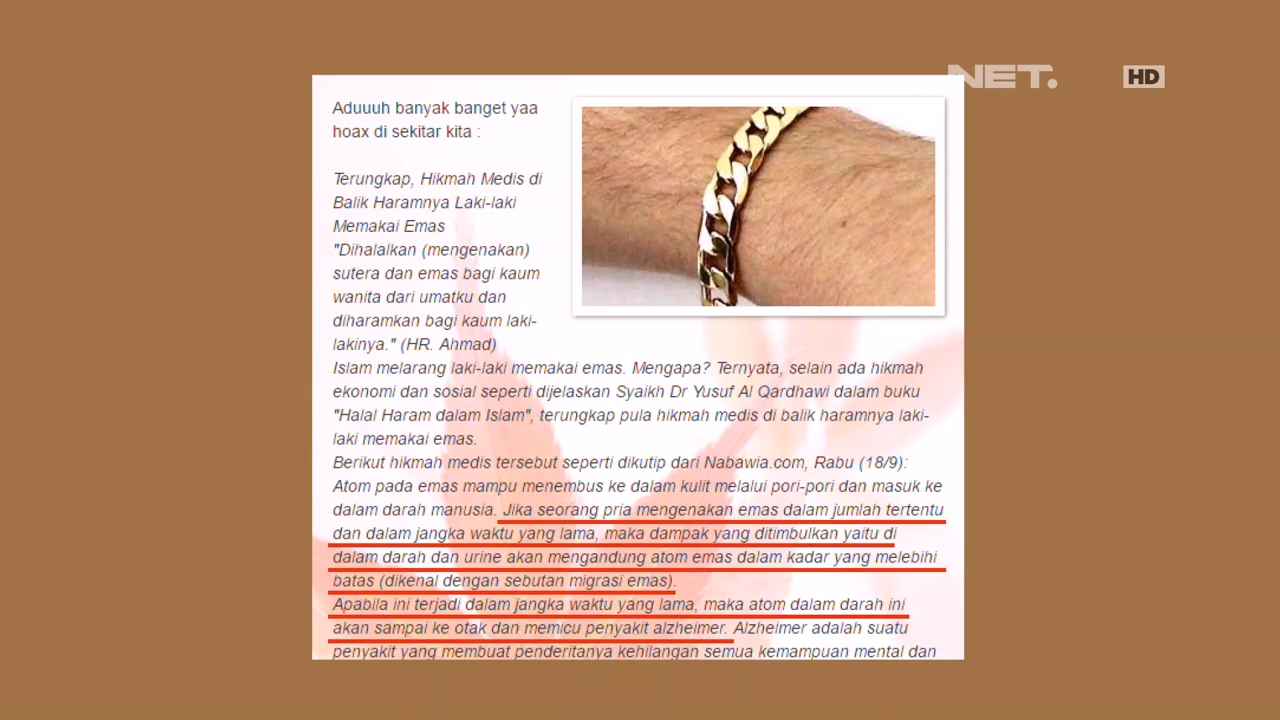 NET.
HD
Aduuuh banyak banget yaa
hoax di sekitar kita :
Terungkap, Hikmah Medis di
Balik Haramnya Laki-laki
Memakai Emas
"Dihalalkan (mengenakan)
sutera dan emas bagi kaum
wanita dari umatku dan
diharamkan bagi kaum laki-
lakinya." (HR. Ahmad)
Islam melarang laki-laki memakai emas. Mengapa? Ternyata, selain ada hikmah
ekonomi dan sosial seperti dijelaskan Syaikh Dr Yusuf Al Qardhawi dalam buku
"Halal Haram dalam Islam", terungkap pula hikmah medis di balik haramnya laki-
laki memakai emas.
Berikut hikmah medis tersebut seperti dikutip dari Nabawia.com, Rabu (18/9):
Atom pada emas mampu menembus ke dalam kulit melalui pori-pori dan masuk ke
dalam darah manusia. Jika seorang pria mengenakan emas dalam jumlah tertentu
dan dalam jangka waktu yang lama, maka dampak yang ditimbulkan yaitu di
dalam darah dan urine akan mengandung atom emas dalam kadar yang melebihi
batas (dikenal dengan sebutan migrasi emas).
Apabila ini terjadi dalam jangka waktu yang lama, maka atom dalam darah ini
akan sampai ke otak dan memicu penyakit alzheimer. Alzheimer adalah suatu
penyakit yang membuat penderitanya kehilangan semua kemampuan mental dan